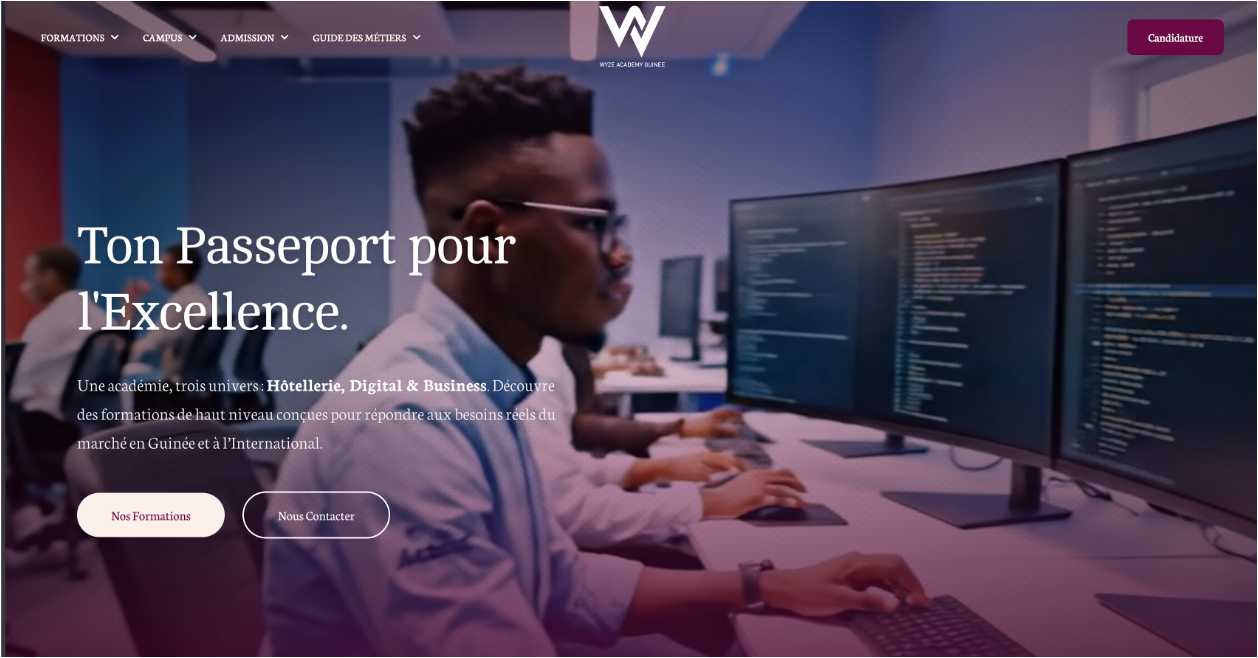 FORMATIONS
CAMPUS
ADMISSION
GUIDE DES MÉTIERS
WYZE ACADEMY GUINEE
Candidature
Ton Passeport pour
l'Excellence.
Une académie, trois univers : Hôtellerie, Digital & Business. Découvre
des formations de haut niveau conçues pour répondre aux besoins réels du
marché en Guinée et à l’International.
Nos Formations
Nous Contacter